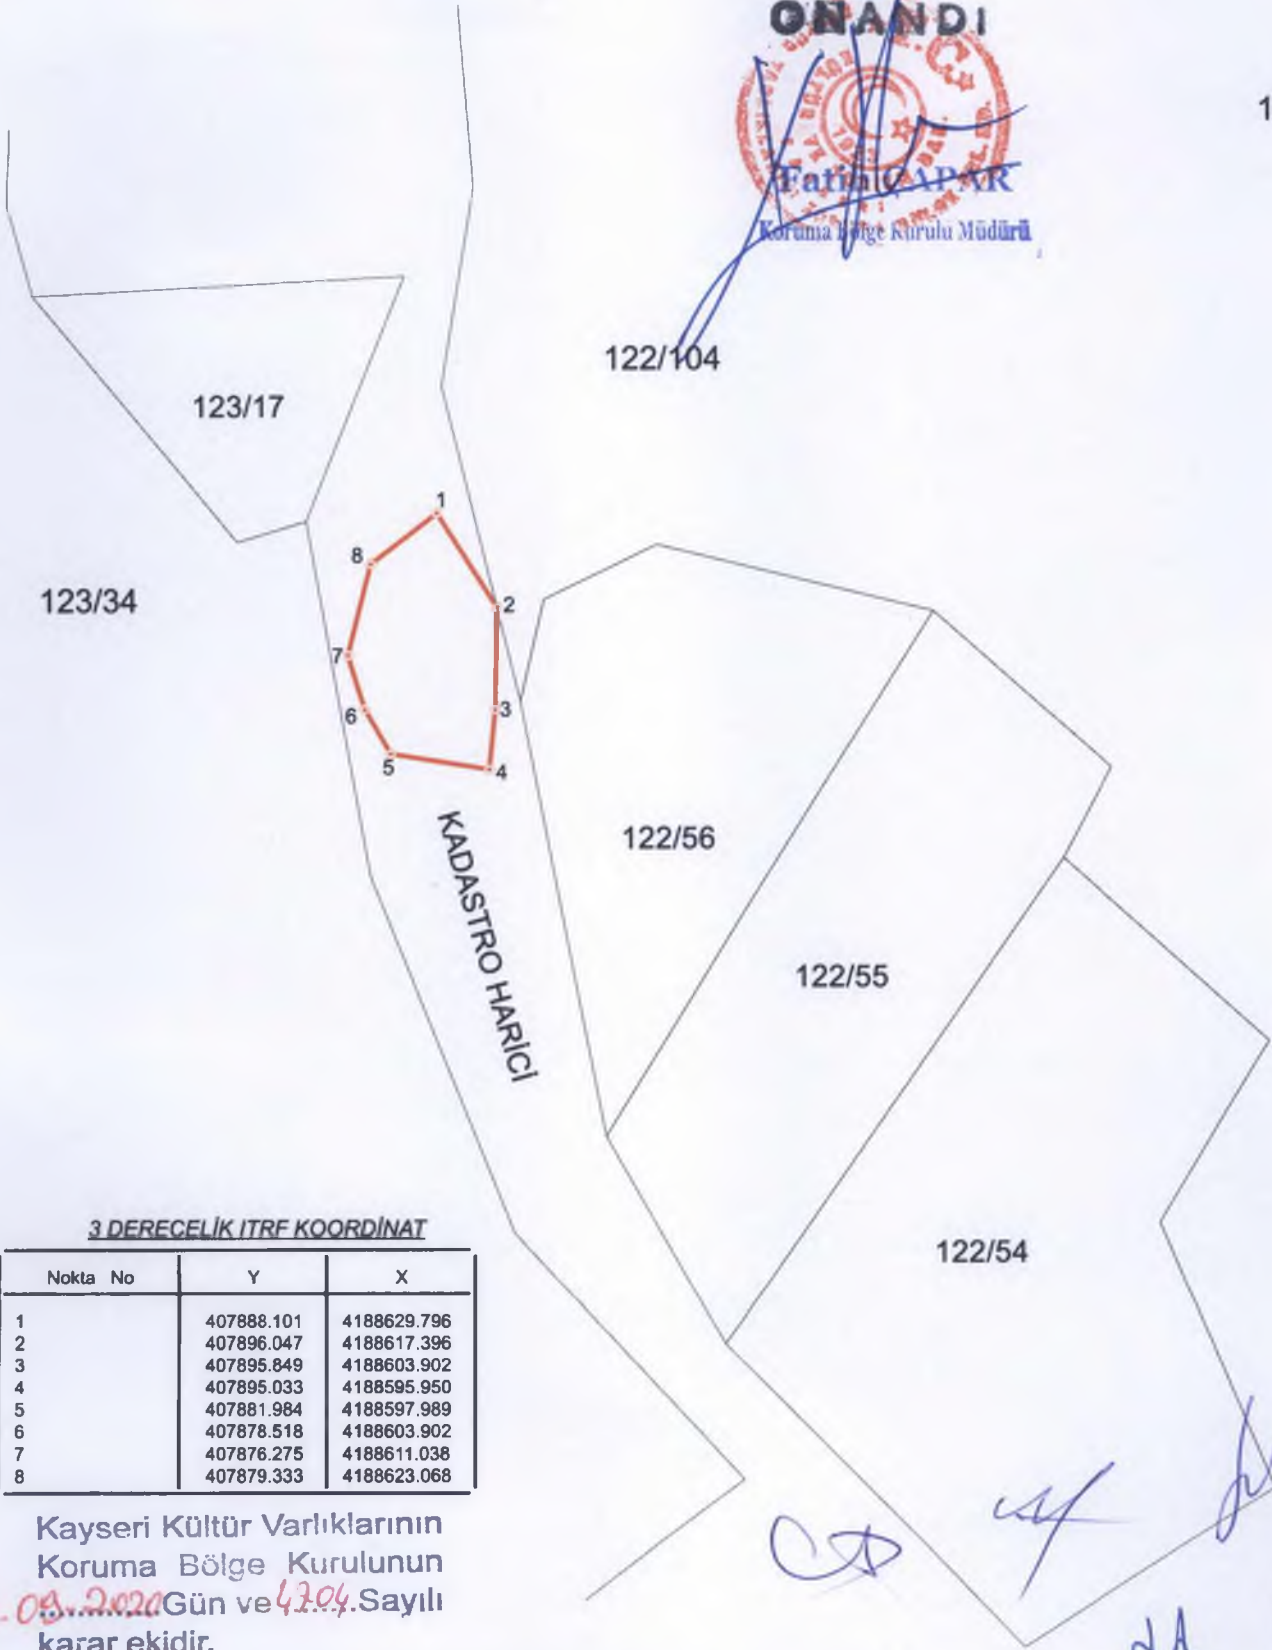 ONANDI
T.C.
1
Fatih ÇAPAR
Koruma Bölge Kurulu Müdürü
122/104
123/17
1
8
123/34
2
7
6
3
5
4
122/56
KADASTRO HARİCİ
122/55
122/54
3 DERECELİK ITRF KOORDİNAT
Nokta No Y X
1 407888.101 4188629.796
2 407896.047 4188617.396
3 407895.849 4188603.902
4 407895.033 4188595.950
5 407881.984 4188597.989
6 407878.518 4188603.902
7 407876.275 4188611.038
8 407879.333 4188623.068
Kayseri Kültür Varlıklarının
Koruma Bölge Kurulunun
.09.2020 Gün ve 4704.Sayılı
karar ekidir.